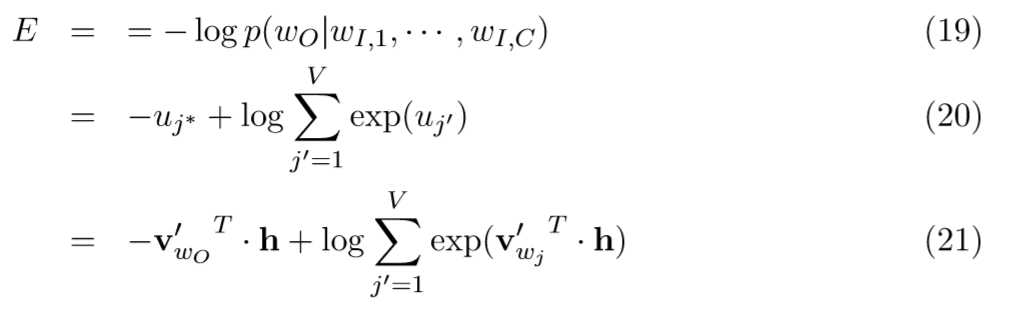 E = = − log p(w_O|w_{I,1}, ⋯ , w_{I,C}) (19)
= −u_{j*} + log ∑_{j′=1}^{V} exp(u_{j′}) (20)
= −𝐯′_{w_O}^T · 𝐡 + log ∑_{j′=1}^{V} exp(𝐯′_{w_j}^T · 𝐡) (21)